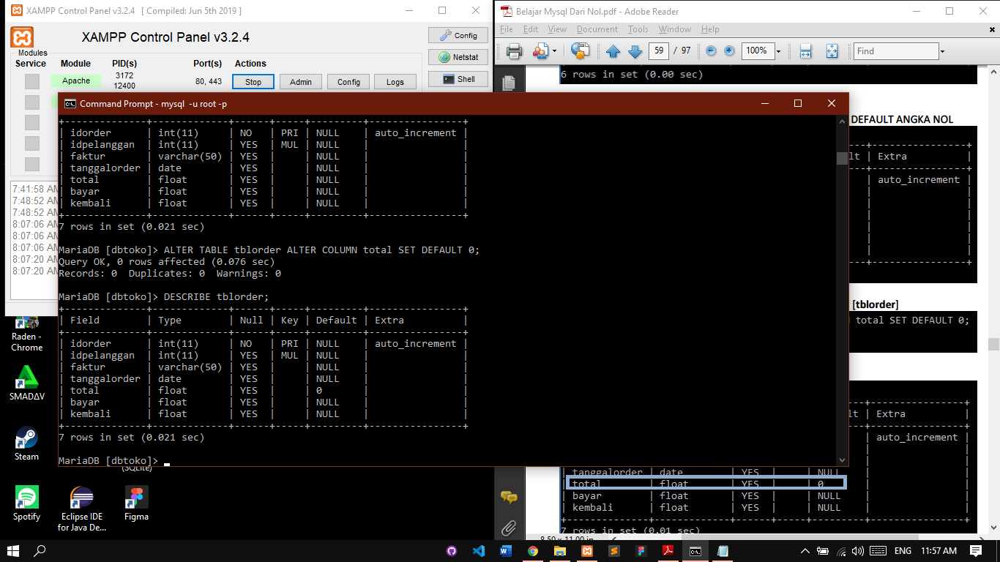 XAMPP Control Panel v3.2.4 [ Compiled: Jun 5th 2019 ]
XAMPP Control Panel v3.2.4
Config
Netstat
Shell
Modules
Service Module PID(s) Port(s) Actions
Apache 3172 12400 80, 443 Stop Admin Config Logs
7:41:58 AM
7:48:52 AM
7:48:52 AM
8:07:06 AM
8:07:06 AM
8:07:06 AM
8:07:20 AM
8:07:20 AM
Belajar Mysql Dari Nol.pdf - Adobe Reader
File Edit View Document Tools Window Help
59 / 97 100% Find
6 rows in set (0.00 sec)
DEFAULT ANGKA NOL
lt | Extra |
| auto_increment |
[tblorder]
total SET DEFAULT 0;
lt | Extra |
| auto_increment |
| tanggalorder | date | YES | | NULL | |
| total | float | YES | | 0 | |
| bayar | float | YES | | NULL | |
| kembali | float | YES | | NULL | |
+--------------+-------------+------+-----+---------+----------------+
7 rows in set (0.01 sec)
8.50 x 11.00 in
Command Prompt - mysql -u root -p
+--------------+-------------+------+-----+---------+----------------+
| idorder | int(11) | NO | PRI | NULL | auto_increment |
| idpelanggan | int(11) | YES | MUL | NULL | |
| faktur | varchar(50) | YES | | NULL | |
| tanggalorder | date | YES | | NULL | |
| total | float | YES | | NULL | |
| bayar | float | YES | | NULL | |
| kembali | float | YES | | NULL | |
+--------------+-------------+------+-----+---------+----------------+
7 rows in set (0.021 sec)
MariaDB [dbtoko]> ALTER TABLE tblorder ALTER COLUMN total SET DEFAULT 0;
Query OK, 0 rows affected (0.076 sec)
Records: 0 Duplicates: 0 Warnings: 0
MariaDB [dbtoko]> DESCRIBE tblorder;
+--------------+-------------+------+-----+---------+----------------+
| Field | Type | Null | Key | Default | Extra |
+--------------+-------------+------+-----+---------+----------------+
| idorder | int(11) | NO | PRI | NULL | auto_increment |
| idpelanggan | int(11) | YES | MUL | NULL | |
| faktur | varchar(50) | YES | | NULL | |
| tanggalorder | date | YES | | NULL | |
| total | float | YES | | 0 | |
| bayar | float | YES | | NULL | |
| kembali | float | YES | | NULL | |
+--------------+-------------+------+-----+---------+----------------+
7 rows in set (0.021 sec)
MariaDB [dbtoko]> _
Raden -
Chrome
SMADAV
Steam
(SQLite)
Spotify
Eclipse IDE
for Java De...
Figma
ENG 11:57 AM